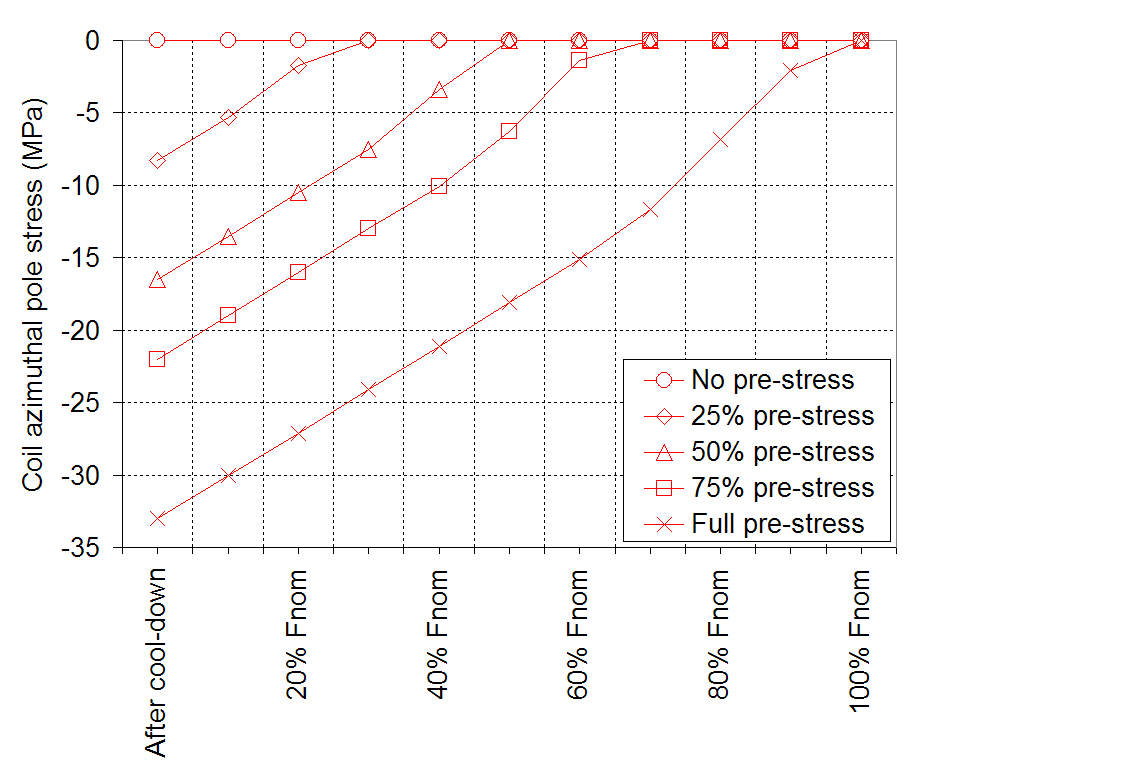 Coil azimuthal pole stress (MPa)
0
-5
-10
-15
-20
-25
-30
-35
No pre-stress
25% pre-stress
50% pre-stress
75% pre-stress
Full pre-stress
After cool-down
20% Fnom
40% Fnom
60% Fnom
80% Fnom
100% Fnom